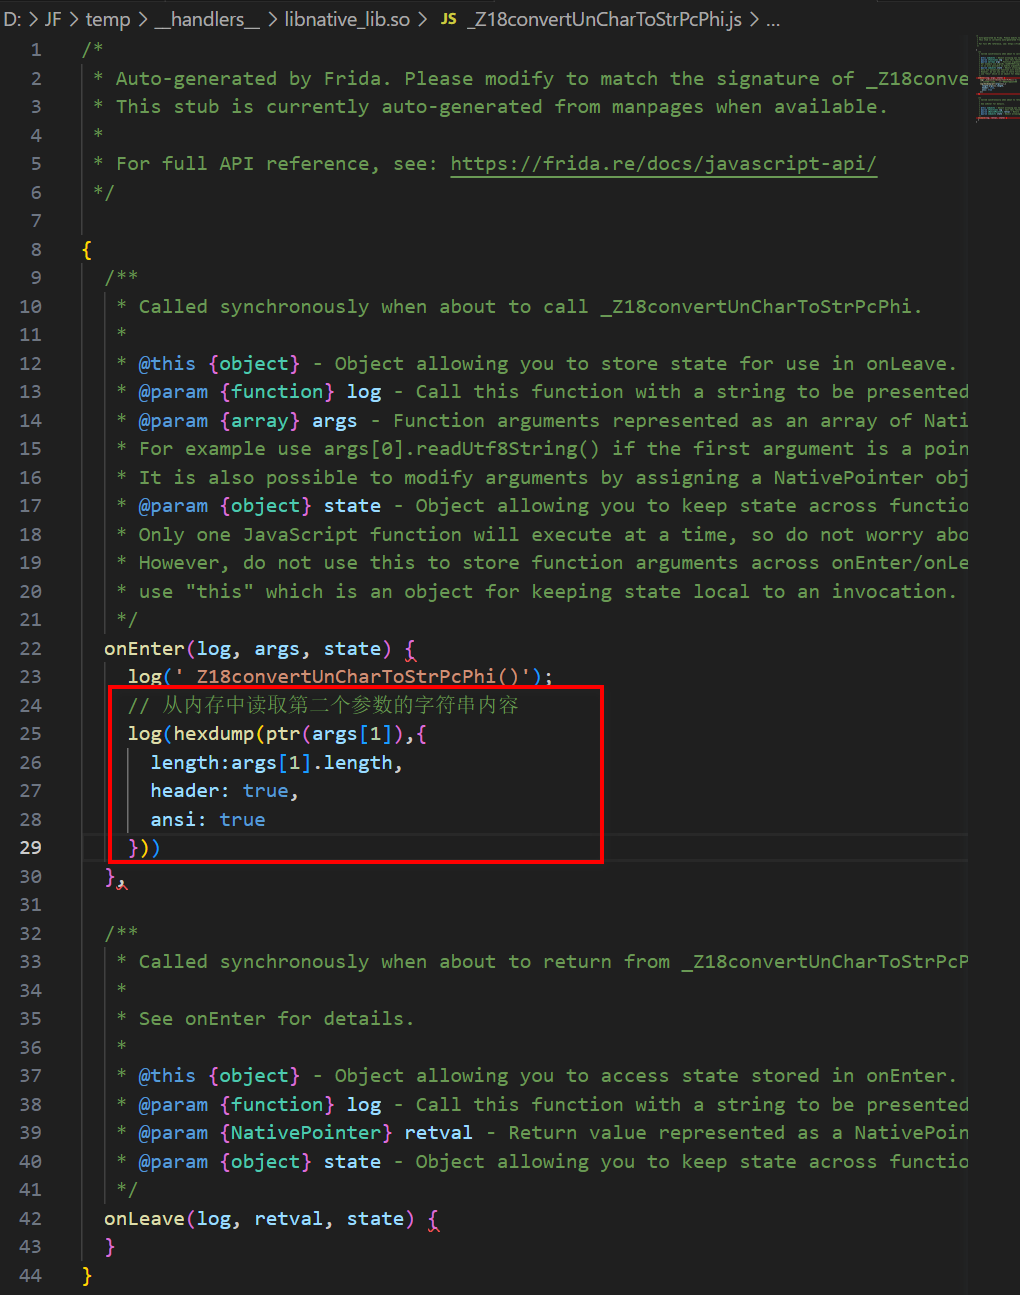 D: > JF > temp > __handlers__ > libnative_lib.so > JS _Z18convertUnCharToStrPcPhi.js > ...
1 /*
2 * Auto-generated by Frida. Please modify to match the signature of _Z18conve
3 * This stub is currently auto-generated from manpages when available.
4 *
5 * For full API reference, see: https://frida.re/docs/javascript-api/
6 */
7
8 {
9 /**
10 * Called synchronously when about to call _Z18convertUnCharToStrPcPhi.
11 *
12 * @this {object} - Object allowing you to store state for use in onLeave.
13 * @param {function} log - Call this function with a string to be presented
14 * @param {array} args - Function arguments represented as an array of Nati
15 * For example use args[0].readUtf8String() if the first argument is a poin
16 * It is also possible to modify arguments by assigning a NativePointer obj
17 * @param {object} state - Object allowing you to keep state across functio
18 * Only one JavaScript function will execute at a time, so do not worry abo
19 * However, do not use this to store function arguments across onEnter/onLe
20 * use "this" which is an object for keeping state local to an invocation.
21 */
22 onEnter(log, args, state) {
23 log('_Z18convertUnCharToStrPcPhi()');
24 // 从内存中读取第二个参数的字符串内容
25 log(hexdump(ptr(args[1]),{
26 length:args[1].length,
27 header: true,
28 ansi: true
29 }))
30 },
31
32 /**
33 * Called synchronously when about to return from _Z18convertUnCharToStrPcP
34 *
35 * See onEnter for details.
36 *
37 * @this {object} - Object allowing you to access state stored in onEnter.
38 * @param {function} log - Call this function with a string to be presented
39 * @param {NativePointer} retval - Return value represented as a NativePoin
40 * @param {object} state - Object allowing you to keep state across functio
41 */
42 onLeave(log, retval, state) {
43 }
44 }